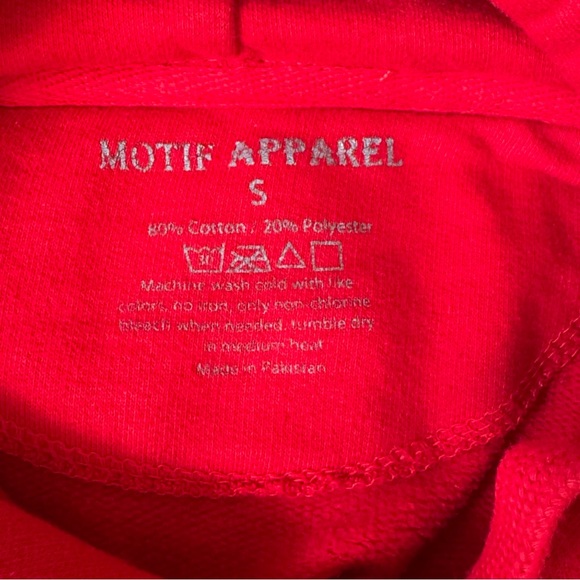 MOTIF APPAREL
S
80% Cotton / 20% Polyester
30
Machine wash cold with like
colors, no iron, only non-chlorine
bleach when needed, tumble dry
in medium heat
Made in Pakistan